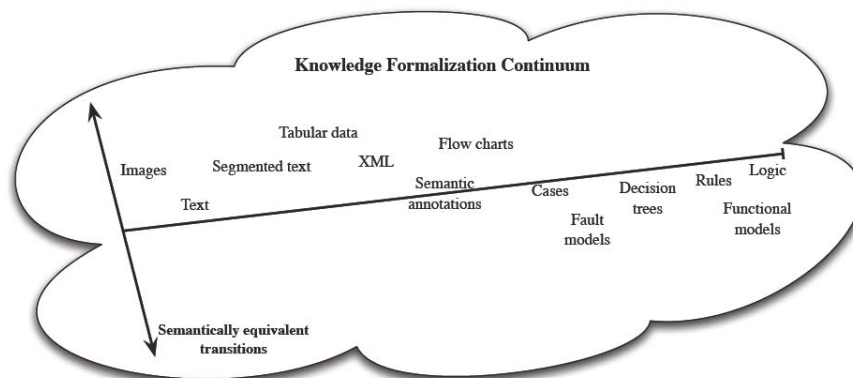 Knowledge Formalization Continuum
Tabular data
Flow charts
Images
Segmented text
XML
Logic
Semantic
annotations
Cases
Decision
trees
Rules
Text
Fault
models
Functional
models
Semantically equivalent
transitions